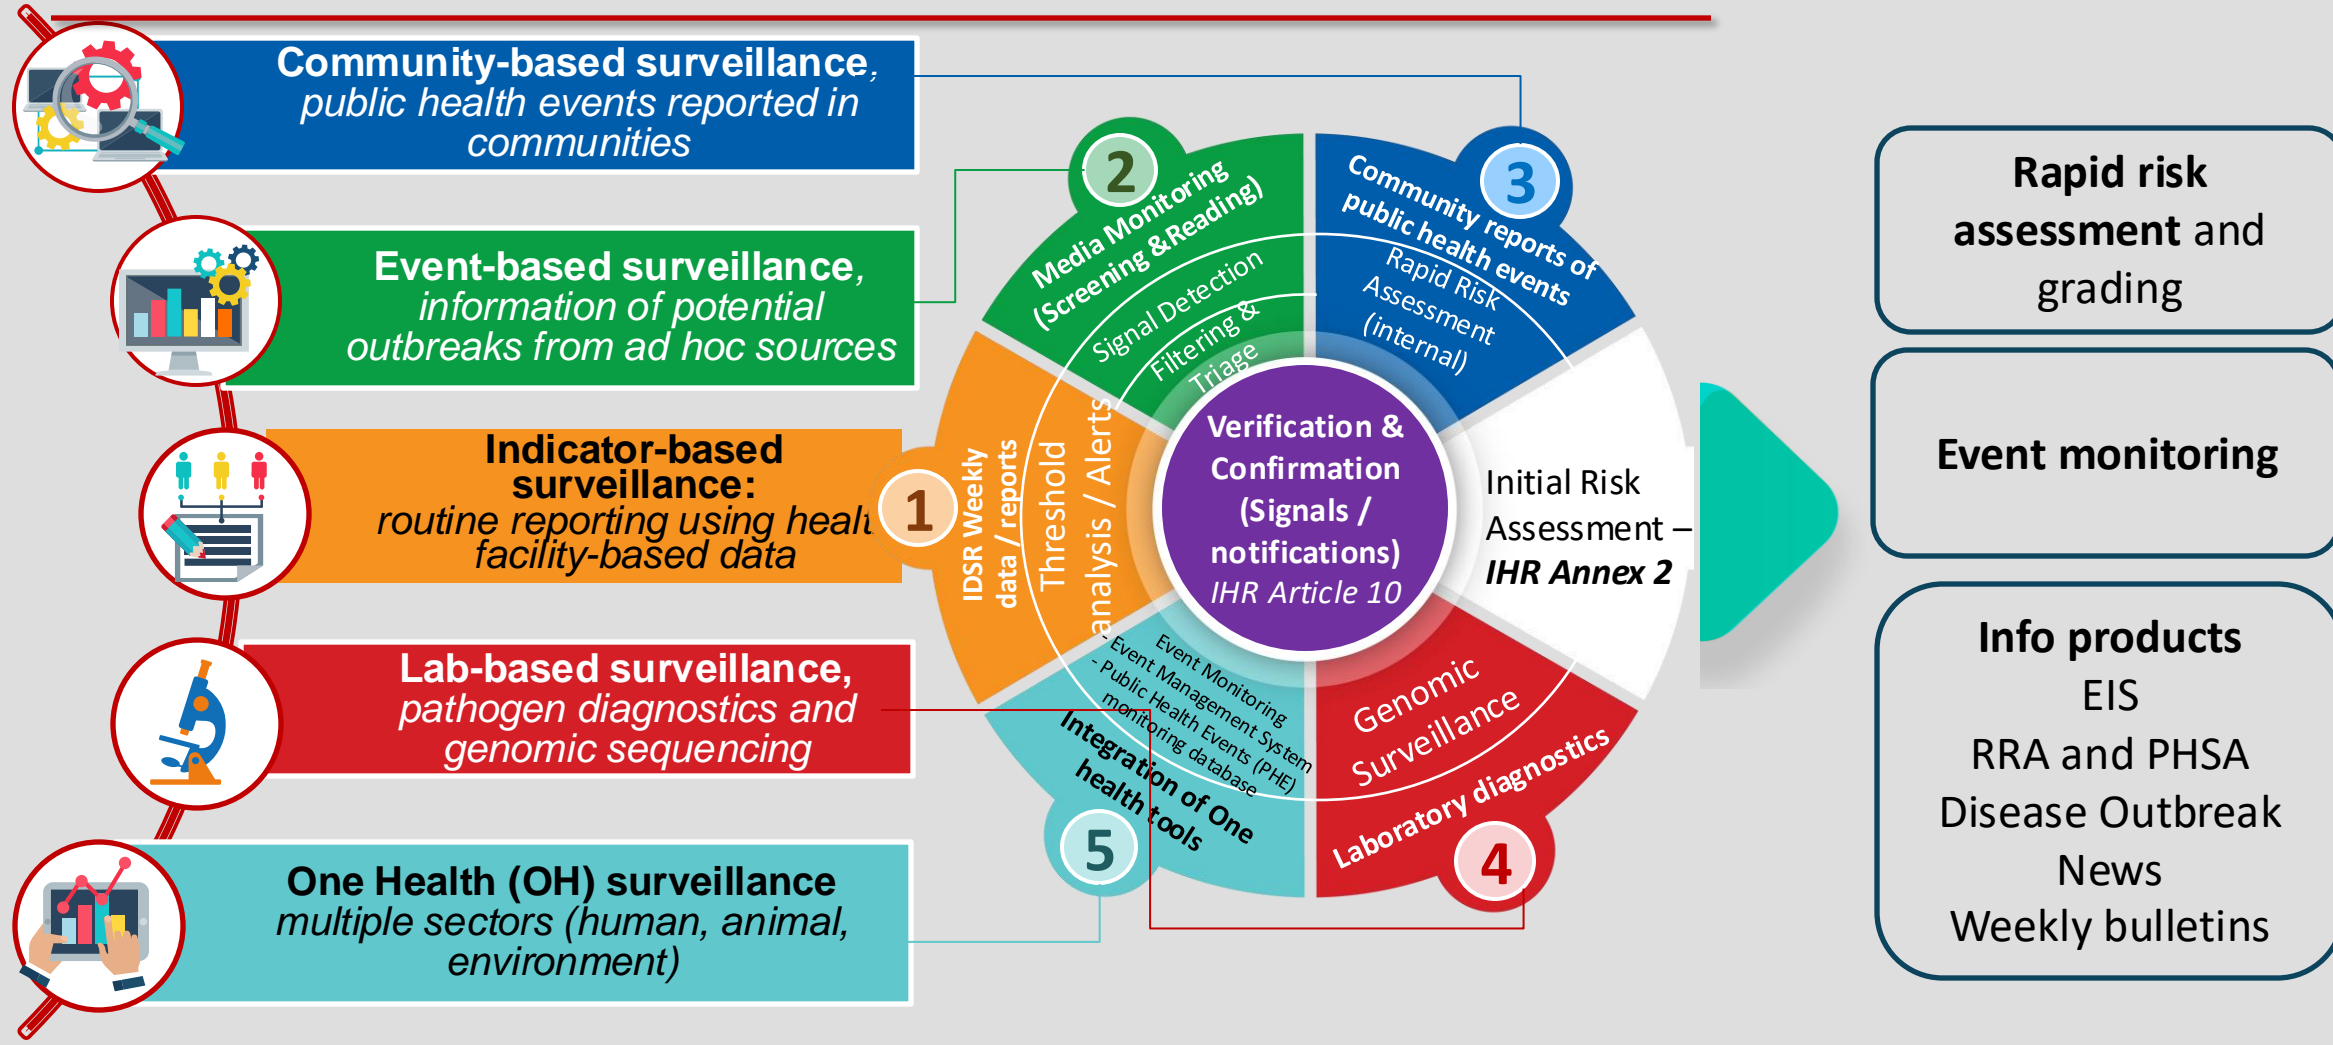 Community-based surveillance,
public health events reported in
communities
Event-based surveillance,
information of potential
outbreaks from ad hoc sources
Indicator-based
surveillance:
routine reporting using healt
facility-based data
Lab-based surveillance,
pathogen diagnostics and
genomic sequencing
One Health (OH) surveillance
multiple sectors (human, animal,
environment)
1
IDSR Weekly
data / reports
Threshold
analysis / Alerts
2
Media Monitoring
(Screening &Reading)
Signal Detection
Filtering &
Triage
3
Community reports of
public health events
Rapid Risk
Assessment
(internal)
Verification &
Confirmation
(Signals /
notifications)
IHR Article 10
Initial Risk
Assessment –
IHR Annex 2
Genomic
Surveillance
Laboratory diagnostics
4
Event Monitoring
- Event Management System
- Public Health Events (PHE)
monitoring database
Integration of One
health tools
5
Rapid risk
assessment and
grading
Event monitoring
Info products
EIS
RRA and PHSA
Disease Outbreak
News
Weekly bulletins